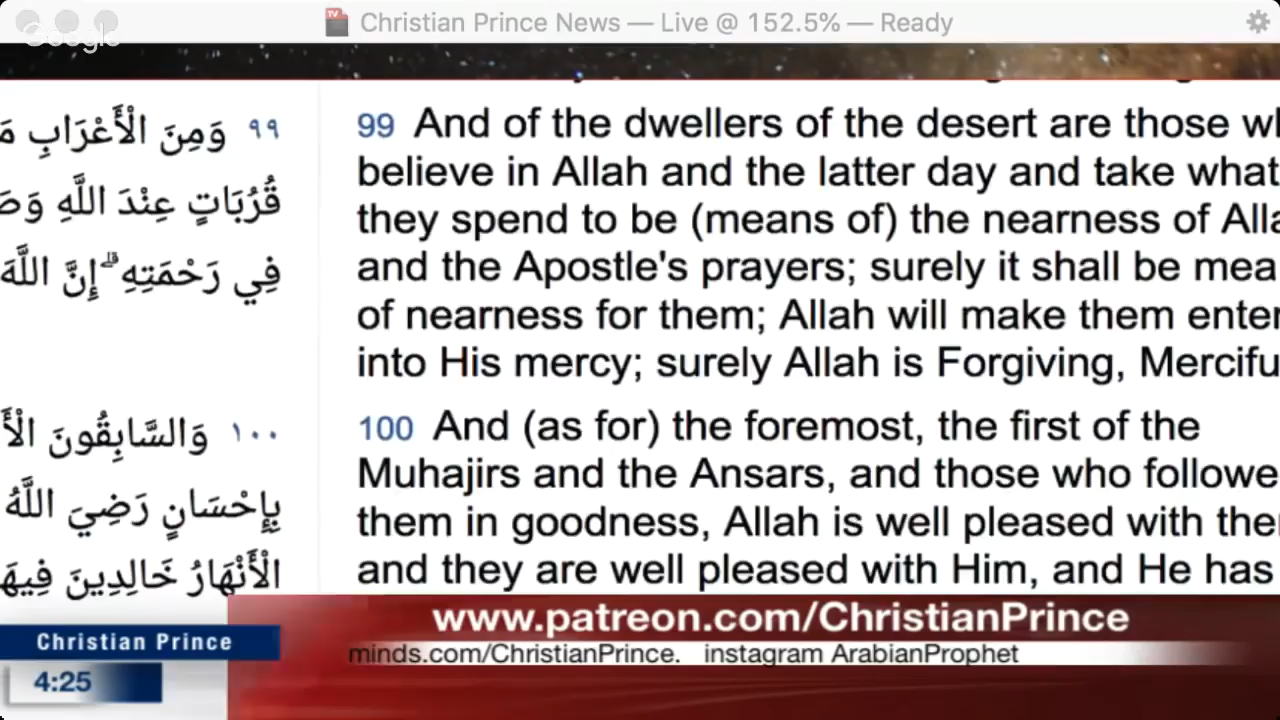 Christian Prince News — Live @ 152.5% — Ready
Google
٩٩ وَمِنَ الْأَعْرَابِ
قُرُبَاتٍ عِنْدَ اللَّهِ
فِي رَحْمَتِهِ ۗ إِنَّ اللَّهَ
99 And of the dwellers of the desert are those
believe in Allah and the latter day and take what
they spend to be (means of) the nearness of
and the Apostle's prayers; surely it shall be
of nearness for them; Allah will make them enter
into His mercy; surely Allah is Forgiving,
١٠٠ وَالسَّابِقُونَ
بِإِحْسَانٍ رَضِيَ اللَّهُ
الْأَنْهَارُ خَالِدِينَ
100 And (as for) the foremost, the first of the
Muhajirs and the Ansars, and those who
them in goodness, Allah is well pleased with
and they are well pleased with Him, and He has
www.patreon.com/ChristianPrince
Christian Prince
minds.com/ChristianPrince. instagram ArabianProphet
4:25